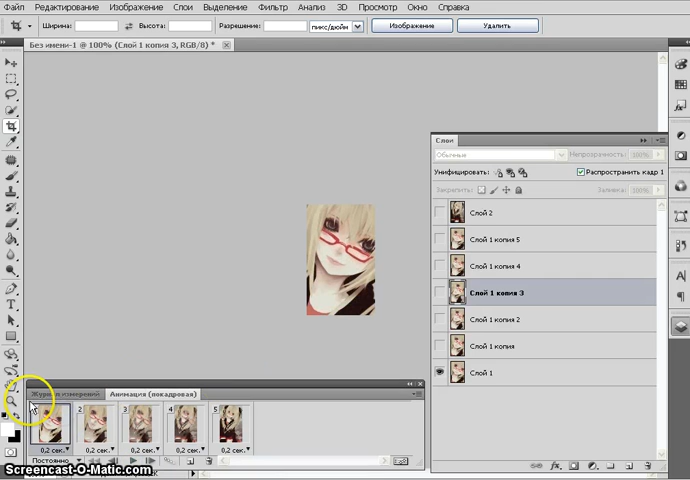 Файл Редактирование Изображение Слои Выделение Фильтр Анализ 3D Просмотр Окно Справка
Ширина: Высота: Разрешение: пикс/дюйм Изображение Удалить
Без имени-1 @ 100% (Слой 1 копия 3, RGB/8) *
Слои
Обычные Непрозрачность: 100%
Унифицировать: Распространить кадр 1
Закрепить: Заливка: 100%
Слой 2
Слой 1 копия 5
Слой 1 копия 4
Слой 1 копия 3
Слой 1 копия 2
Слой 1 копия
Слой 1
Журнал измерений Анимация (покадровая)
1 2 3 4 5
0,2 сек. 0,2 сек. 0,2 сек. 0,2 сек. 0,2 сек.
Постоянно
Screencast-O-Matic.com